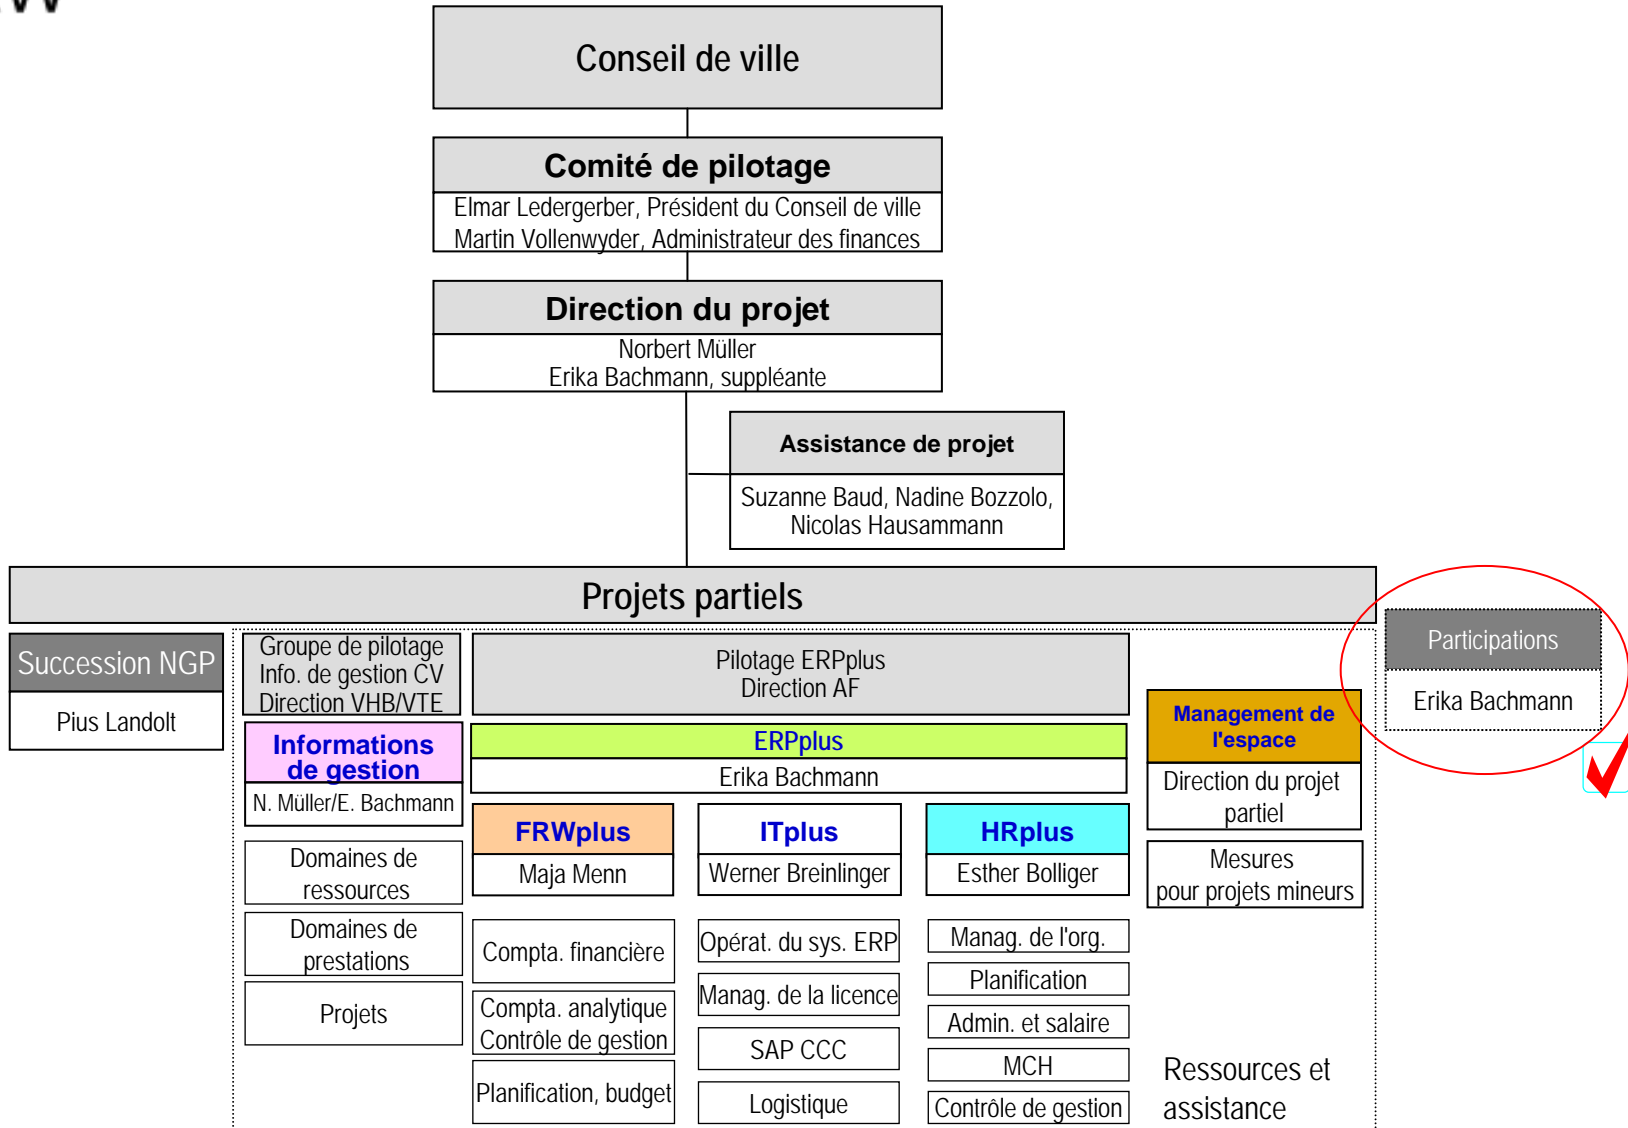 Conseil de ville
Comité de pilotage
Elmar Ledergerber, Président du Conseil de ville
Martin Vollenwyder, Administrateur des finances
Direction du projet
Norbert Müller
Erika Bachmann, suppléante
Assistance de projet
Suzanne Baud, Nadine Bozzolo,
Nicolas Hausammann
Projets partiels
Succession NGP
Pius Landolt
Groupe de pilotage
Info. de gestion CV
Direction VHB/VTE
Informations
de gestion
N. Müller/E. Bachmann
Domaines de
ressources
Domaines de
prestations
Projets
Pilotage ERPplus
Direction AF
ERPplus
Erika Bachmann
FRWplus
Maja Menn
Compta. financière
Compta. analytique
Contrôle de gestion
Planification, budget
ITplus
Werner Breinlinger
Opérat. du sys. ERP
Manag. de la licence
SAP CCC
Logistique
HRplus
Esther Bolliger
Manag. de l'org.
Planification
Admin. et salaire
MCH
Contrôle de gestion
Management de
l'espace
Direction du projet
partiel
Mesures
pour projets mineurs
Ressources et
assistance
Participations
Erika Bachmann